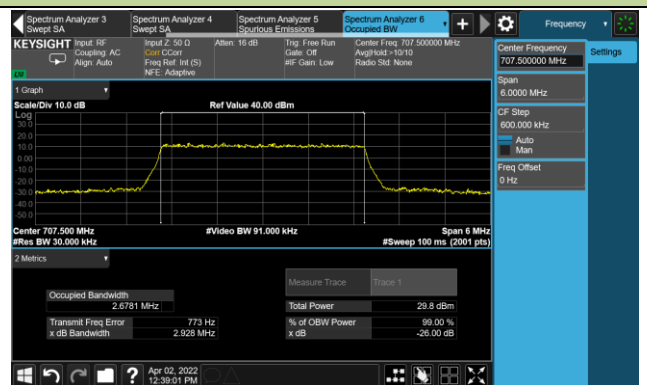 Spectrum Analyzer 3
Swept SA
Spectrum Analyzer 4
Swept SA
Spectrum Analyzer 5
Spurious Emissions
Spectrum Analyzer 6
Occupied BW
Frequency
KEYSIGHT
Input: RF
Coupling: AC
Align: Auto
Input Z: 50 Ω
Corr CCorr
Freq Ref: Int (S)
NFE: Adaptive
Atten: 16 dB
Trig: Free Run
Gate: Off
#IF Gain: Low
Center Freq: 707.500000 MHz
Avg|Hold:>10/10
Radio Std: None
Center Frequency
707.500000 MHz
Settings
Span
6.0000 MHz
CF Step
600.000 kHz
Auto
Man
Freq Offset
0 Hz
1 Graph
Scale/Div 10.0 dB
Ref Value 40.00 dBm
Log
30.0
20.0
10.0
0.00
-10.0
-20.0
-30.0
-40.0
-50.0
Center 707.500 MHz
#Video BW 91.000 kHz
Span 6 MHz
#Res BW 30.000 kHz
#Sweep 100 ms (2001 pts)
2 Metrics
Measure Trace
Trace 1
Occupied Bandwidth
2.6781 MHz
Total Power
29.8 dBm
Transmit Freq Error
773 Hz
% of OBW Power
99.00 %
x dB Bandwidth
2.928 MHz
x dB
-26.00 dB
?
Apr 02, 2022
12:39:01 PM